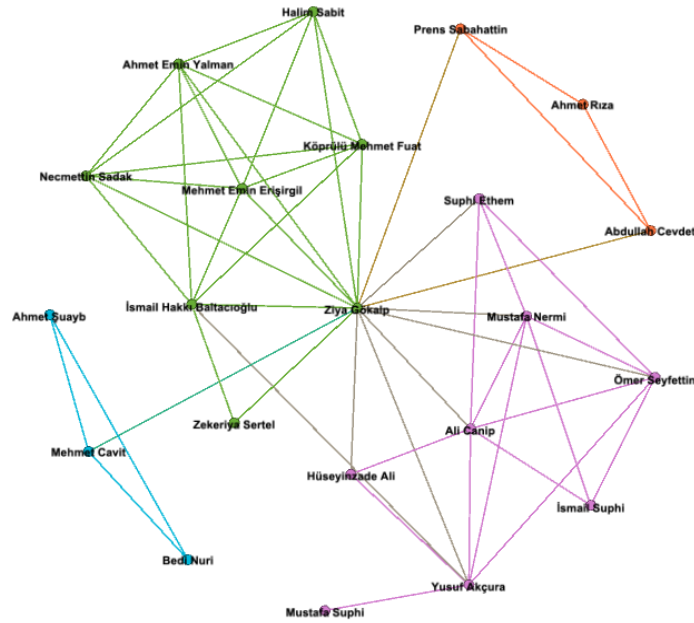 Halim Sabit
Prens Sabahattin
Ahmet Emin Yalman
Ahmet Rıza
Köprülü Mehmet Fuat
Necmettin Sadak
Mehmet Emin Erişirgil
Suphi Ethem
Abdullah Cevdet
İsmail Hakkı Baltacıoğlu
Ziya Gökalp
Ahmet Şuayb
Mustafa Nermi
Ömer Seyfettin
Zekeriya Sertel
Ali Canip
Mehmet Cavit
Hüseyinzade Ali
İsmail Suphi
Bedi Nuri
Yusuf Akçura
Mustafa Suphi